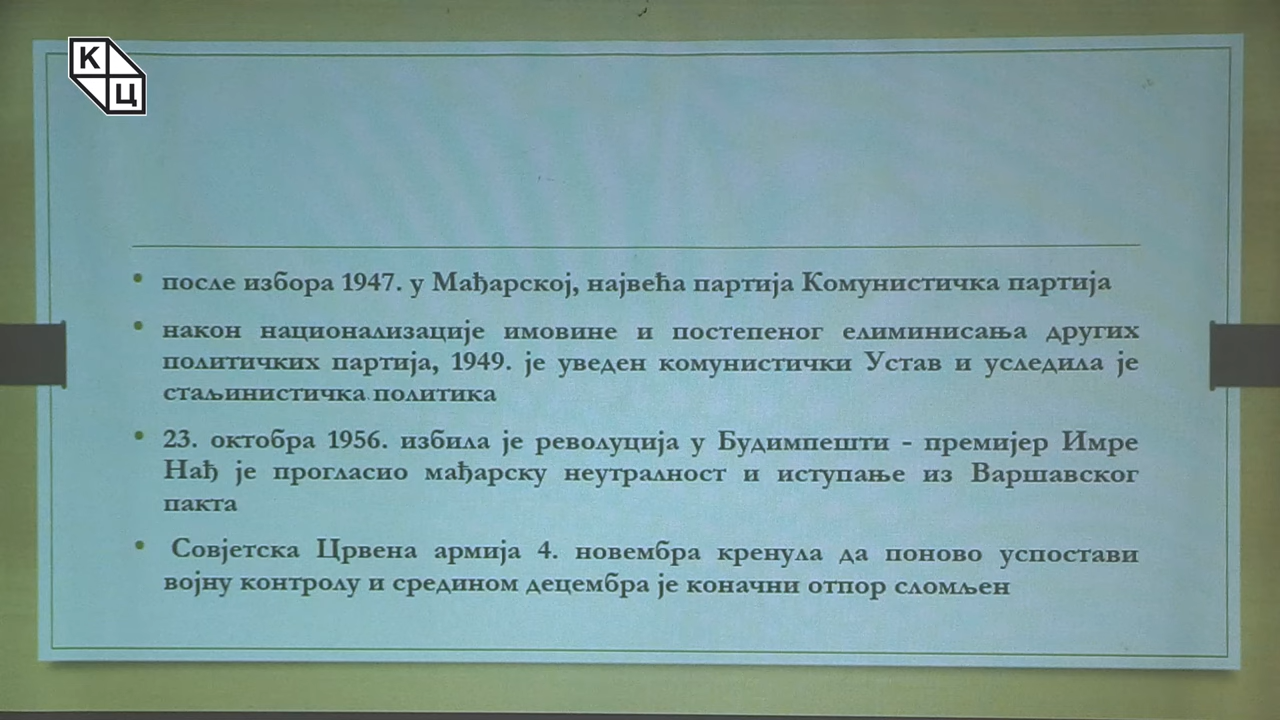 К
Ц
• после избора 1947. у Мађарској, највећа партија Комунистичка партија
• након национализације имовине и постепеног елиминисања других
политичких партија, 1949. је уведен комунистички Устав и уследила је
стаљинистичка политика
• 23. октобра 1956. избила је револуција у Будимпешти - премијер Имре
Нађ је прогласио мађарску неутралност и иступање из Варшавског
пакта
• Совјетска Црвена армија 4. новембра кренула да поново успостави
војну контролу и средином децембра је коначни отпор сломљен